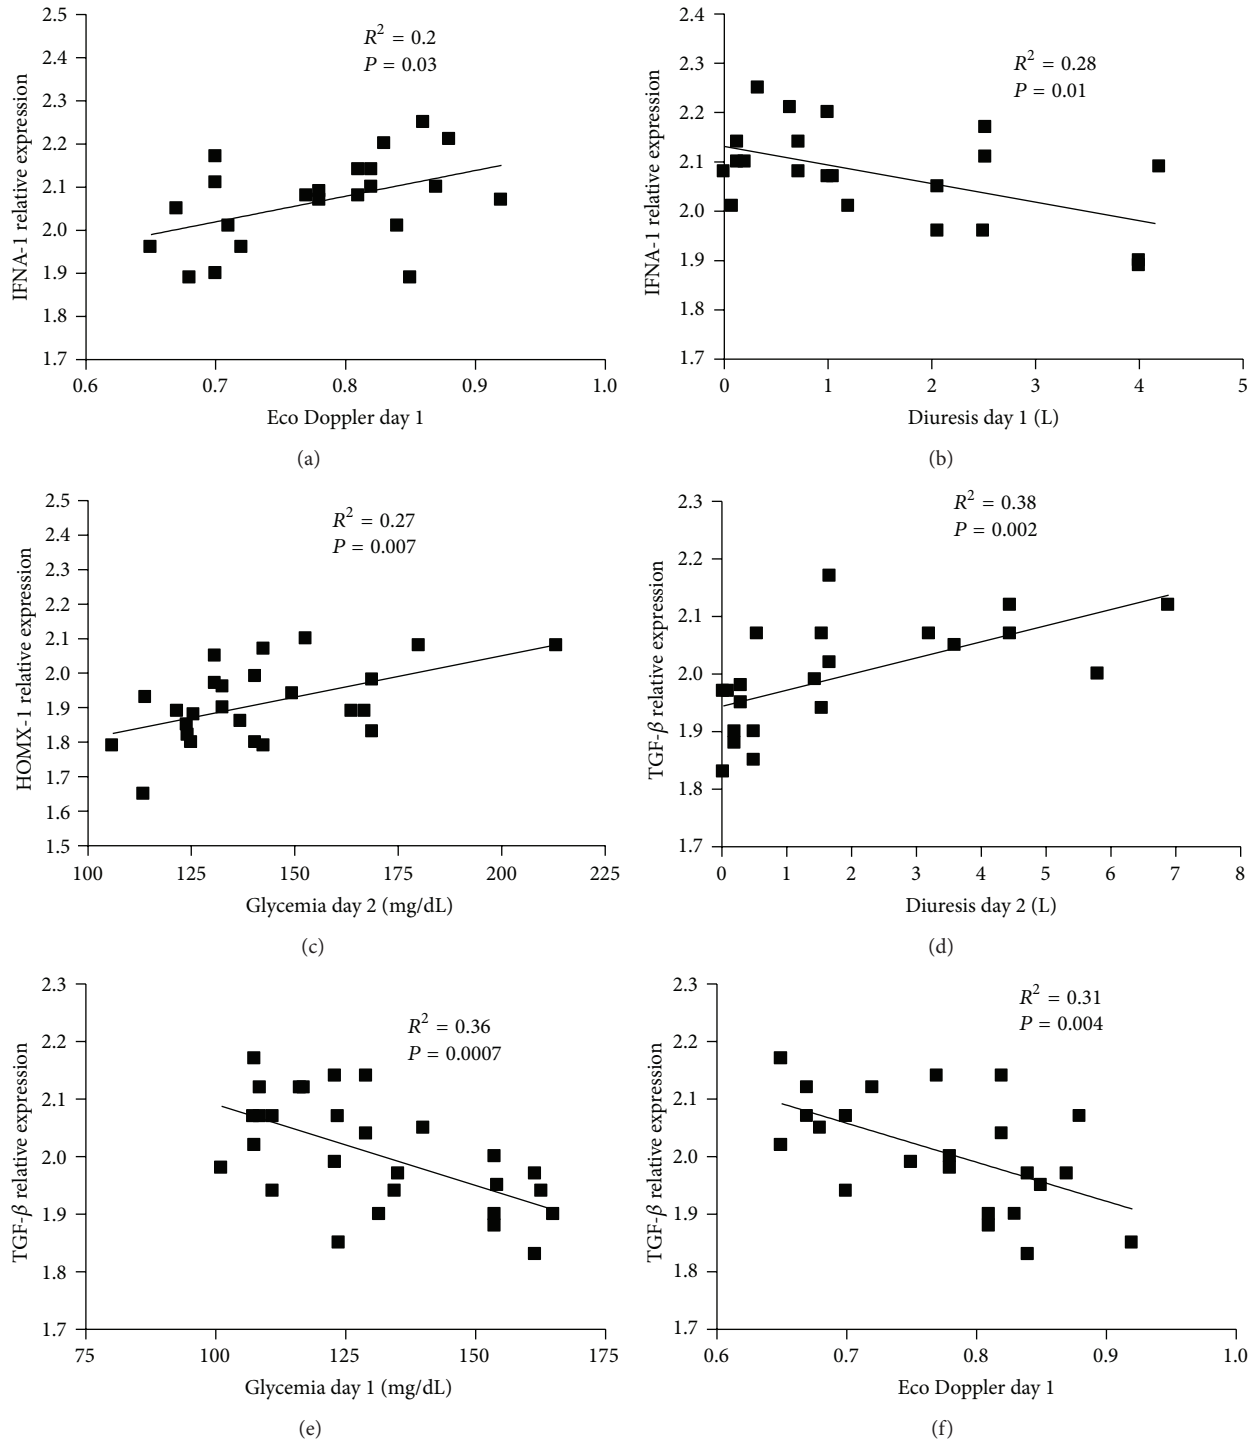 2.5
2.4
2.3
2.2
2.1
2.0
1.9
1.8
1.7
IFNA-1 relative expression
R² = 0.2
P = 0.03
0.6 0.7 0.8 0.9 1.0
Eco Doppler day 1
(a)
2.4
2.3
2.2
2.1
2.0
1.9
1.8
1.7
IFNA-1 relative expression
R² = 0.28
P = 0.01
0 1 2 3 4 5
Diuresis day 1 (L)
(b)
2.5
2.4
2.3
2.2
2.1
2.0
1.9
1.8
1.7
1.6
1.5
HOMX-1 relative expression
R² = 0.27
P = 0.007
100 125 150 175 200 225
Glycemia day 2 (mg/dL)
(c)
2.3
2.2
2.1
2.0
1.9
1.8
1.7
TGF-β relative expression
R² = 0.38
P = 0.002
0 1 2 3 4 5 6 7 8
Diuresis day 2 (L)
(d)
2.3
2.2
2.1
2.0
1.9
1.8
1.7
TGF-β relative expression
R² = 0.36
P = 0.0007
75 100 125 150 175
Glycemia day 1 (mg/dL)
(e)
2.3
2.2
2.1
2.0
1.9
1.8
1.7
TGF-β relative expression
R² = 0.31
P = 0.004
0.6 0.7 0.8 0.9 1.0
Eco Doppler day 1
(f)